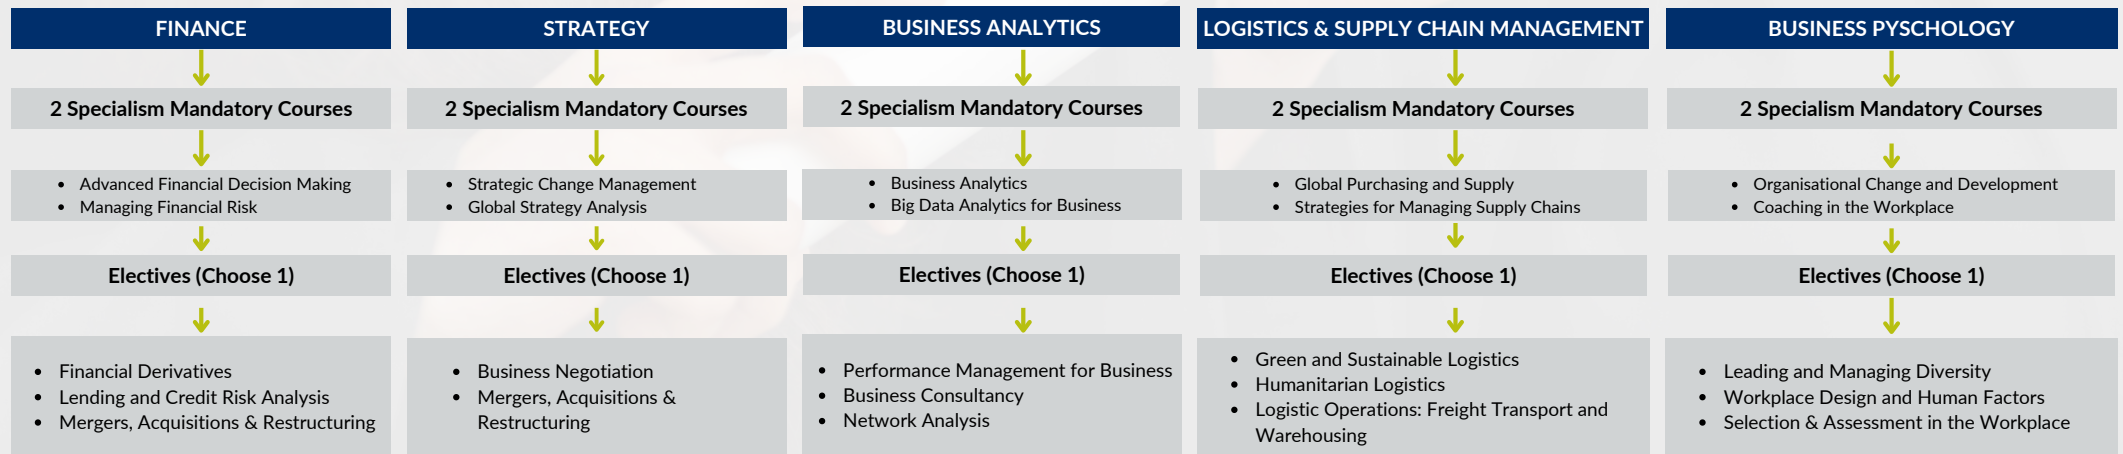 FINANCE
2 Specialism Mandatory Courses
• Advanced Financial Decision Making
• Managing Financial Risk
Electives (Choose 1)
• Financial Derivatives
• Lending and Credit Risk Analysis
• Mergers, Acquisitions & Restructuring
STRATEGY
2 Specialism Mandatory Courses
• Strategic Change Management
• Global Strategy Analysis
Electives (Choose 1)
• Business Negotiation
• Mergers, Acquisitions &
Restructuring
BUSINESS ANALYTICS
2 Specialism Mandatory Courses
• Business Analytics
• Big Data Analytics for Business
Electives (Choose 1)
• Performance Management for Business
• Business Consultancy
• Network Analysis
LOGISTICS & SUPPLY CHAIN MANAGEMENT
2 Specialism Mandatory Courses
• Global Purchasing and Supply
• Strategies for Managing Supply Chains
Electives (Choose 1)
• Green and Sustainable Logistics
• Humanitarian Logistics
• Logistic Operations: Freight Transport and
Warehousing
BUSINESS PYSCHOLOGY
2 Specialism Mandatory Courses
• Organisational Change and Development
• Coaching in the Workplace
Electives (Choose 1)
• Leading and Managing Diversity
• Workplace Design and Human Factors
• Selection & Assessment in the Workplace